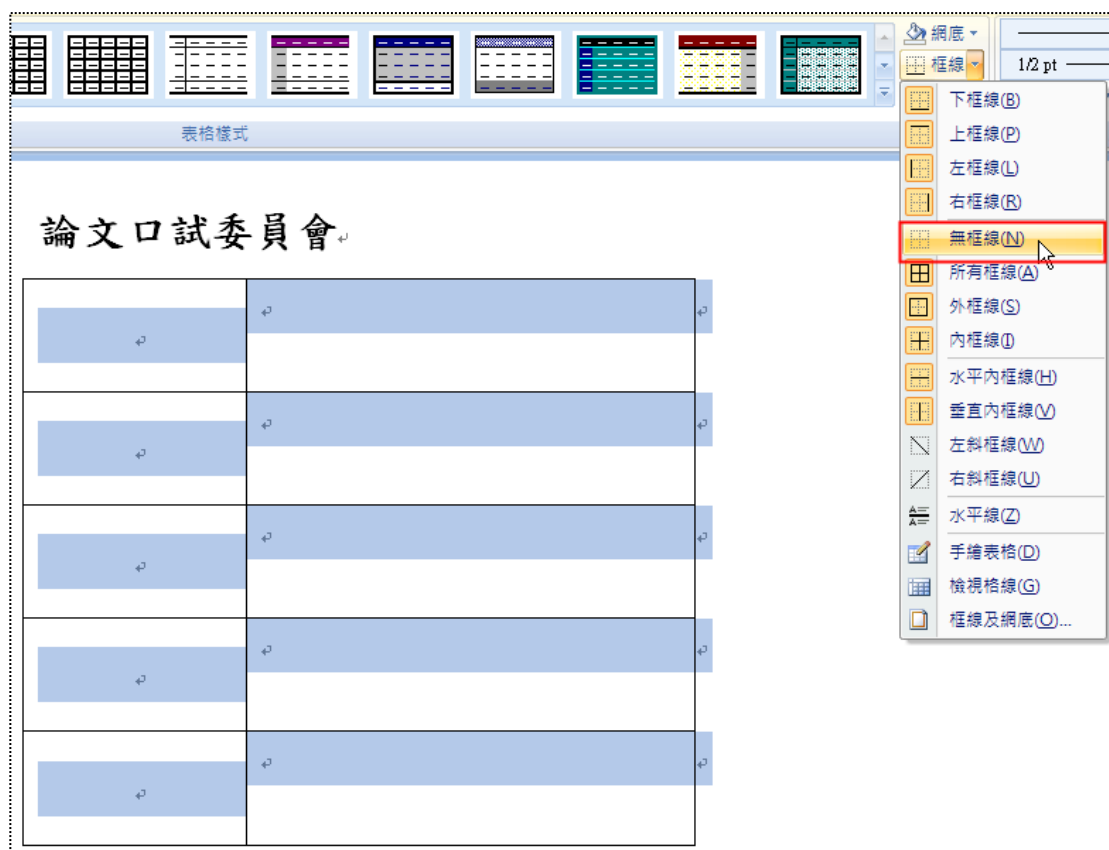 網底
框線
1/2 pt
表格樣式
下框線(B)
上框線(P)
左框線(L)
右框線(R)
無框線(N)
所有框線(A)
外框線(S)
內框線(I)
水平內框線(H)
垂直內框線(V)
左斜框線(W)
右斜框線(U)
水平線(Z)
手繪表格(D)
檢視格線(G)
框線及網底(O)...
論文口試委員會